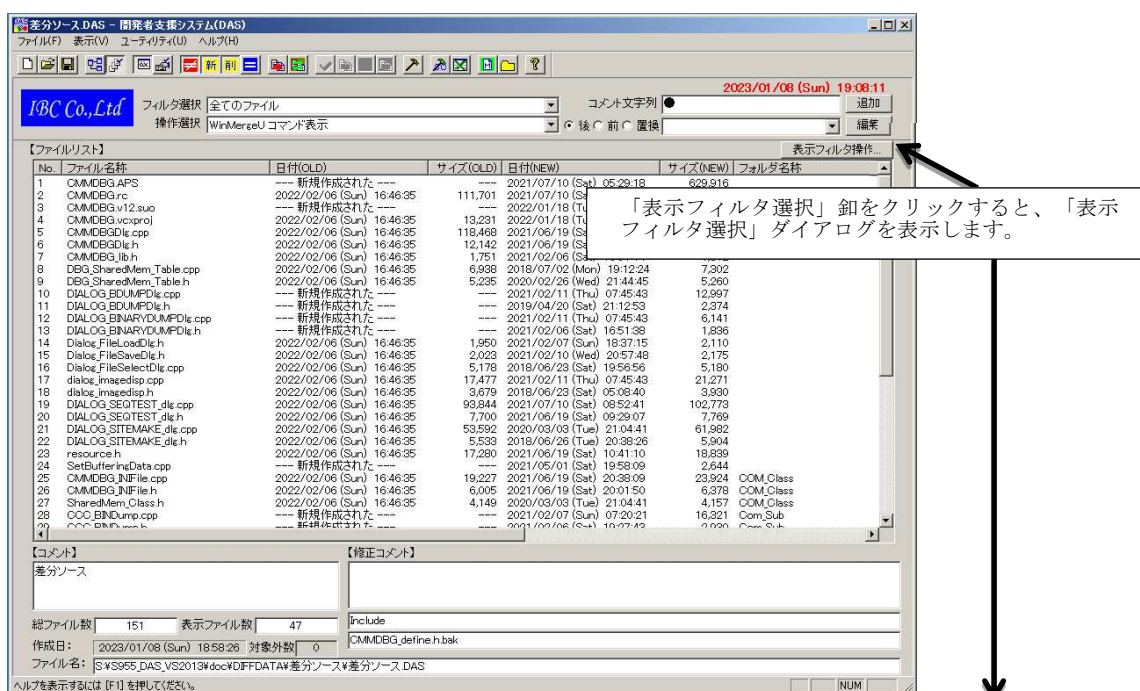 差分ソース.DAS - 開発者支援システム(DAS)
ファイル(F) 表示(V) ユーティリティ(U) ヘルプ(H)
新 削
2023/01/08 (Sun) 19:08:11
IBC Co.,Ltd
フィルタ選択 全てのファイル コメント文字列 ● 追加
操作選択 WinMergeU コマンド表示 後 前 置換 編集
【ファイルリスト】 表示フィルタ操作...
No. ファイル名称 日付(OLD) サイズ(OLD) 日付(NEW) サイズ(NEW) フォルダ名称
1 CMMDBG.APS --- 新規作成された --- --- 2021/07/10 (Sat) 05:29:18 629,916
2 CMMDBG.rc 2022/02/06 (Sun) 16:46:35 111,701 2021/07/10 (Sa
3 CMMDBG.v12.suo --- 新規作成された --- --- 2022/01/18 (Tu
4 CMMDBG.vcxproj 2022/02/06 (Sun) 16:46:35 13,231 2022/01/18 (Tu
5 CMMDBGDlg.cpp 2022/02/06 (Sun) 16:46:35 118,468 2021/06/19 (Sa
6 CMMDBGDlg.h 2022/02/06 (Sun) 16:46:35 12,142 2021/06/19 (Sa
7 CMMDBG_lib.h 2022/02/06 (Sun) 16:46:35 1,751 2021/02/06 (Sa
8 DBG_SharedMem_Table.cpp 2022/02/06 (Sun) 16:46:35 6,938 2018/07/02 (Mon) 19:12:24 7,302
9 DBG_SharedMem_Table.h 2022/02/06 (Sun) 16:46:35 5,235 2020/02/26 (Wed) 21:44:45 5,260
10 DIALOG_BDUMPDlg.cpp --- 新規作成された --- --- 2021/02/11 (Thu) 07:45:43 12,997
11 DIALOG_BDUMPDlg.h --- 新規作成された --- --- 2019/04/20 (Sat) 21:12:53 2,374
12 DIALOG_BINARYDUMPDlg.cpp --- 新規作成された --- --- 2021/02/11 (Thu) 07:45:43 6,141
13 DIALOG_BINARYDUMPDlg.h --- 新規作成された --- --- 2021/02/06 (Sat) 16:51:38 1,836
14 Dialog_FileLoadDlg.h 2022/02/06 (Sun) 16:46:35 1,950 2021/02/07 (Sun) 18:37:15 2,110
15 Dialog_FileSaveDlg.h 2022/02/06 (Sun) 16:46:35 2,023 2021/02/10 (Wed) 20:57:48 2,175
16 Dialog_FileSelectDlg.cpp 2022/02/06 (Sun) 16:46:35 5,178 2018/06/23 (Sat) 19:56:56 5,180
17 dialog_imagedisp.cpp 2022/02/06 (Sun) 16:46:35 17,477 2021/02/11 (Thu) 07:45:43 21,271
18 dialog_imagedisp.h 2022/02/06 (Sun) 16:46:35 3,679 2018/06/23 (Sat) 05:08:40 3,930
19 DIALOG_SEQTEST_dlg.cpp 2022/02/06 (Sun) 16:46:35 93,844 2021/07/10 (Sat) 08:52:41 102,773
20 DIALOG_SEQTEST_dlg.h 2022/02/06 (Sun) 16:46:35 7,700 2021/06/19 (Sat) 09:29:07 7,769
21 DIALOG_SITEMAKE_dlg.cpp 2022/02/06 (Sun) 16:46:35 53,592 2020/03/03 (Tue) 21:04:41 61,982
22 DIALOG_SITEMAKE_dlg.h 2022/02/06 (Sun) 16:46:35 5,533 2018/06/26 (Tue) 20:38:26 5,904
23 resource.h 2022/02/06 (Sun) 16:46:35 17,280 2021/06/19 (Sat) 10:41:10 18,839
24 SetBufferingData.cpp --- 新規作成された --- --- 2021/05/01 (Sat) 19:58:09 2,644
25 CMMDBG_INIFile.cpp 2022/02/06 (Sun) 16:46:35 19,227 2021/06/19 (Sat) 20:38:09 23,924 COM_Class
26 CMMDBG_INIFile.h 2022/02/06 (Sun) 16:46:35 6,005 2021/06/19 (Sat) 20:01:50 6,378 COM_Class
27 SharedMem_Class.h 2022/02/06 (Sun) 16:46:35 4,149 2020/03/03 (Tue) 21:04:41 4,157 COM_Class
28 CCC_BINDump.cpp --- 新規作成された --- --- 2021/02/07 (Sun) 07:20:21 16,321 Com_Sub
29 CCC_BINDump.h --- 新規作成された --- --- 2021/02/06 (Sat) 19:27:43 2,930 Com_Sub
「表示フィルタ選択」釦をクリックすると、「表示
フィルタ選択」ダイアログを表示します。
【コメント】 【修正コメント】
差分ソース
総ファイル数 151 表示ファイル数 47 Include
作成日: 2023/01/08 (Sun) 18:58:26 対象外数 0 CMMDBG_define.h.bak
ファイル名: S:¥S955_DAS_VS2013¥doc¥DIFFDATA¥差分ソース¥差分ソース.DAS
ヘルプを表示するには [F1] を押してください。 NUM